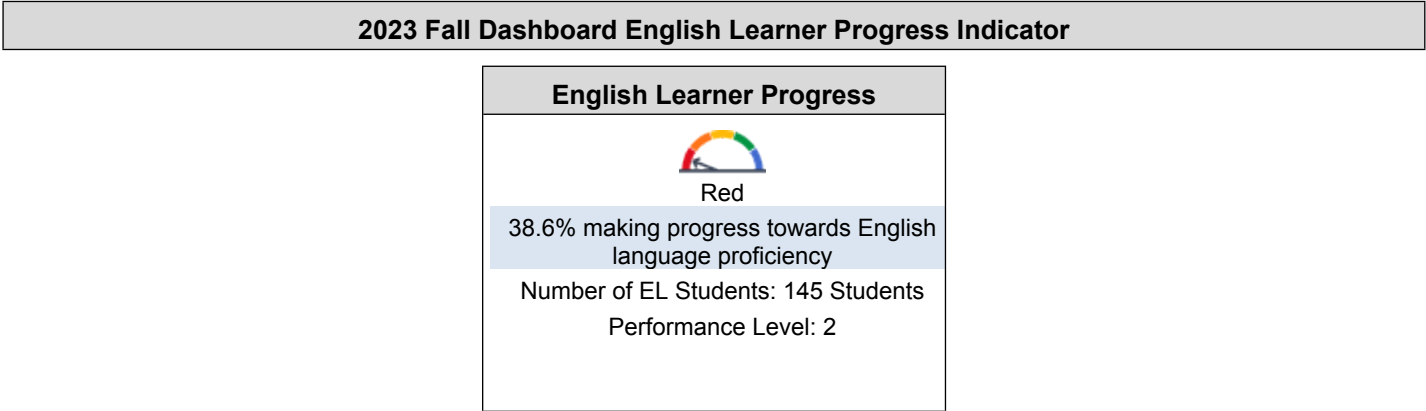 2023 Fall Dashboard English Learner Progress Indicator
English Learner Progress
Red
38.6% making progress towards English
language proficiency
Number of EL Students: 145 Students
Performance Level: 2